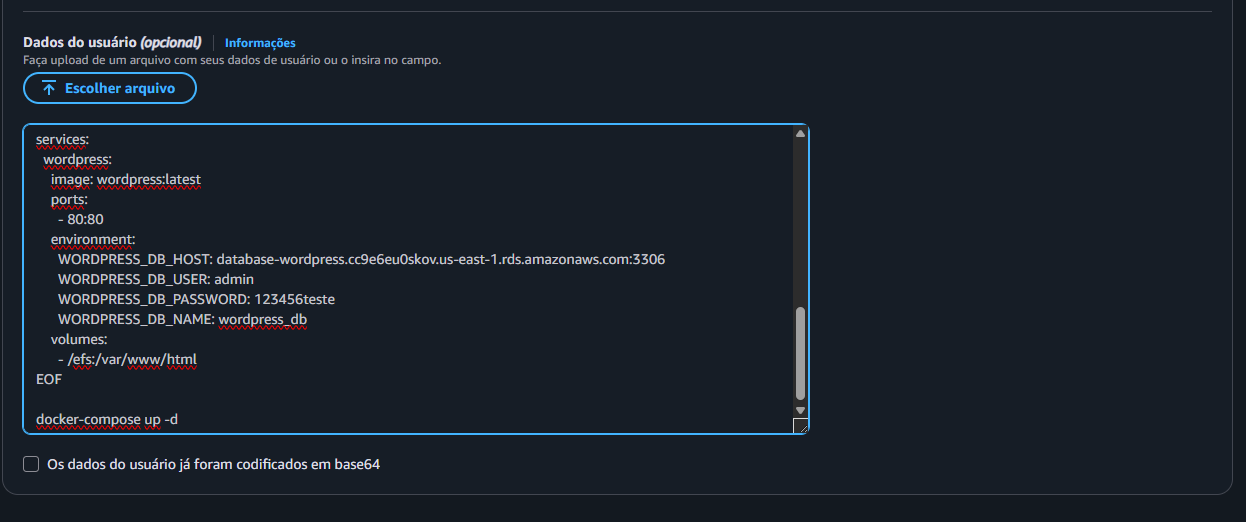 Dados do usuário (opcional) Informações
Faça upload de um arquivo com seus dados de usuário ou o insira no campo.
Escolher arquivo
services:
  wordpress:
    image: wordpress:latest
    ports:
      - 80:80
    environment:
      WORDPRESS_DB_HOST: database-wordpress.cc9e6eu0skov.us-east-1.rds.amazonaws.com:3306
      WORDPRESS_DB_USER: admin
      WORDPRESS_DB_PASSWORD: 123456teste
      WORDPRESS_DB_NAME: wordpress_db
    volumes:
      - /efs:/var/www/html
EOF
docker-compose up -d
Os dados do usuário já foram codificados em base64